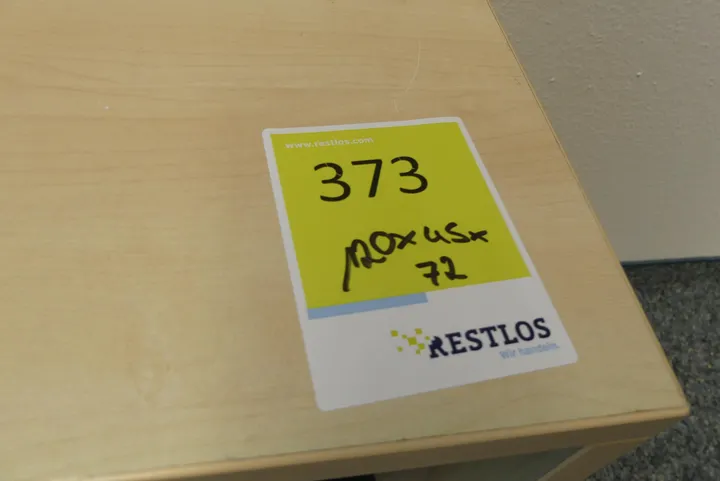 www.restlos.com
373
120x45x
72
RESTLOS
Wir handeln.